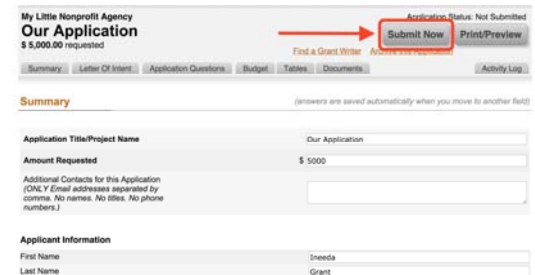 My Little Nonprofit Agency
Application Status: Not Submitted
Our Application
$ 5,000.00 requested
Submit Now
Print/Preview
Find a Grant Writer
Archive this Application
Summary
Letter Of Intent
Application Questions
Budget
Tables
Documents
Activity Log
Summary
(answers are saved automatically when you move to another field)
Application Title/Project Name
Our Application
Amount Requested
$ 5000
Additional Contacts for this Application
(ONLY Email addresses separated by
comma. No names. No titles. No phone
numbers.)
Applicant Information
First Name
Ineeda
Last Name
Grant